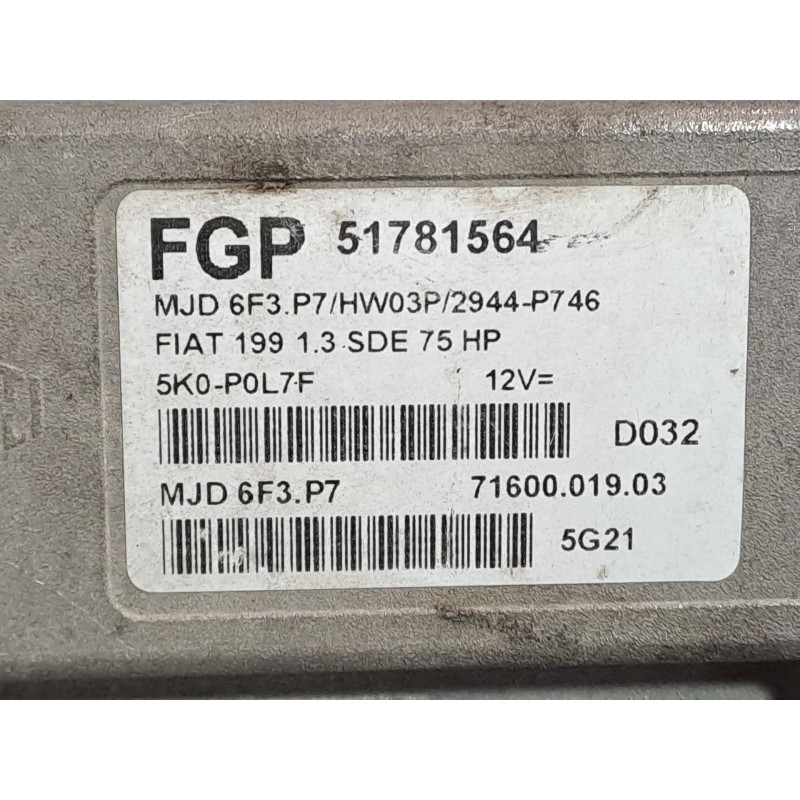 FGP 51781564
MJD 6F3.P7/HW03P/2944-P746
FIAT 199 1.3 SDE 75 HP
5K0-P0L7F 12V=
D032
MJD 6F3.P7 71600.019.03
5G21